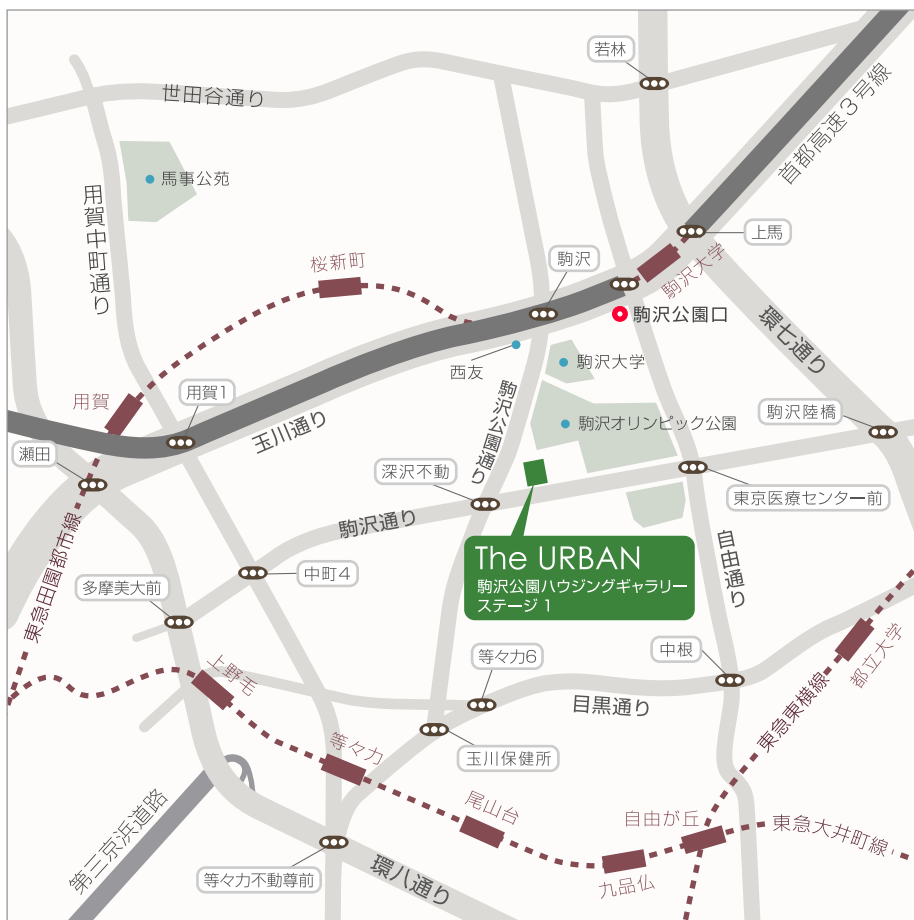 若林
世田谷通り
首都高速3号線
馬事公苑
用賀中町通り
上馬
駒沢
桜新町
駒沢大学
駒沢公園口
環七通り
西友
駒沢大学
用賀1
用賀
駒沢公園通り
駒沢オリンピック公園
駒沢陸橋
玉川通り
瀬田
深沢不動
東京医療センター前
駒沢通り
東急田園都市線
The URBAN
駒沢公園ハウジングギャラリー
ステージ1
自由通り
中町4
多摩美大前
等々力6
中根
都立大学
上野毛
目黒通り
東急東横線
等々力
玉川保健所
第三京浜道路
尾山台
自由が丘
東急大井町線
等々力不動尊前
環八通り
九品仏